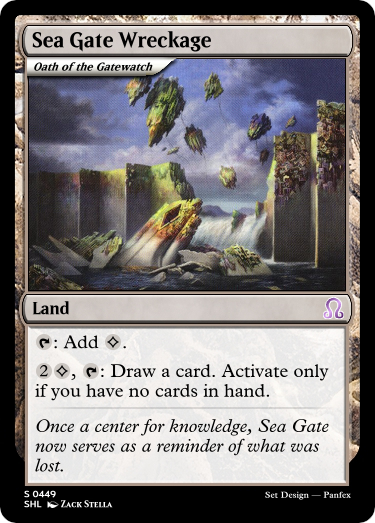 Sea Gate Wreckage
Oath of the Gatewatch
Land
: Add .
2 , : Draw a card. Activate only
if you have no cards in hand.
Once a center for knowledge, Sea Gate
now serves as a reminder of what was
lost.
S 0449
SHL Zack Stella
Set Design — Panfex